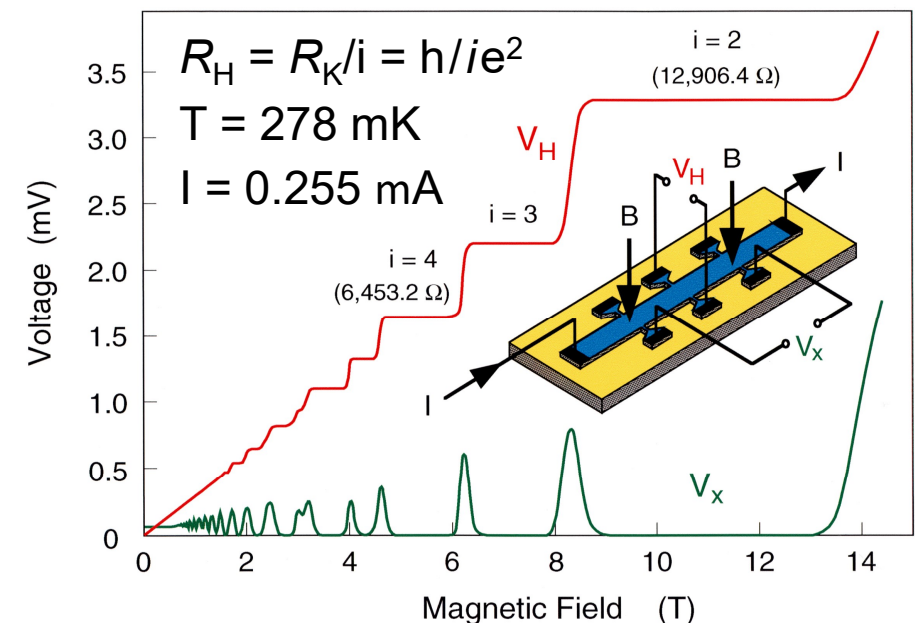 R_H = R_K/i = h/ie²
T = 278 mK
I = 0.255 mA
i = 2
(12,906.4 Ω)
V_H
i = 3
i = 4
(6,453.2 Ω)
V_H
B
B
I
I
V_x
V_x
Voltage (mV)
3.5
3.0
2.5
2.0
1.5
1.0
0.5
0
0 2 4 6 8 10 12 14
Magnetic Field (T)